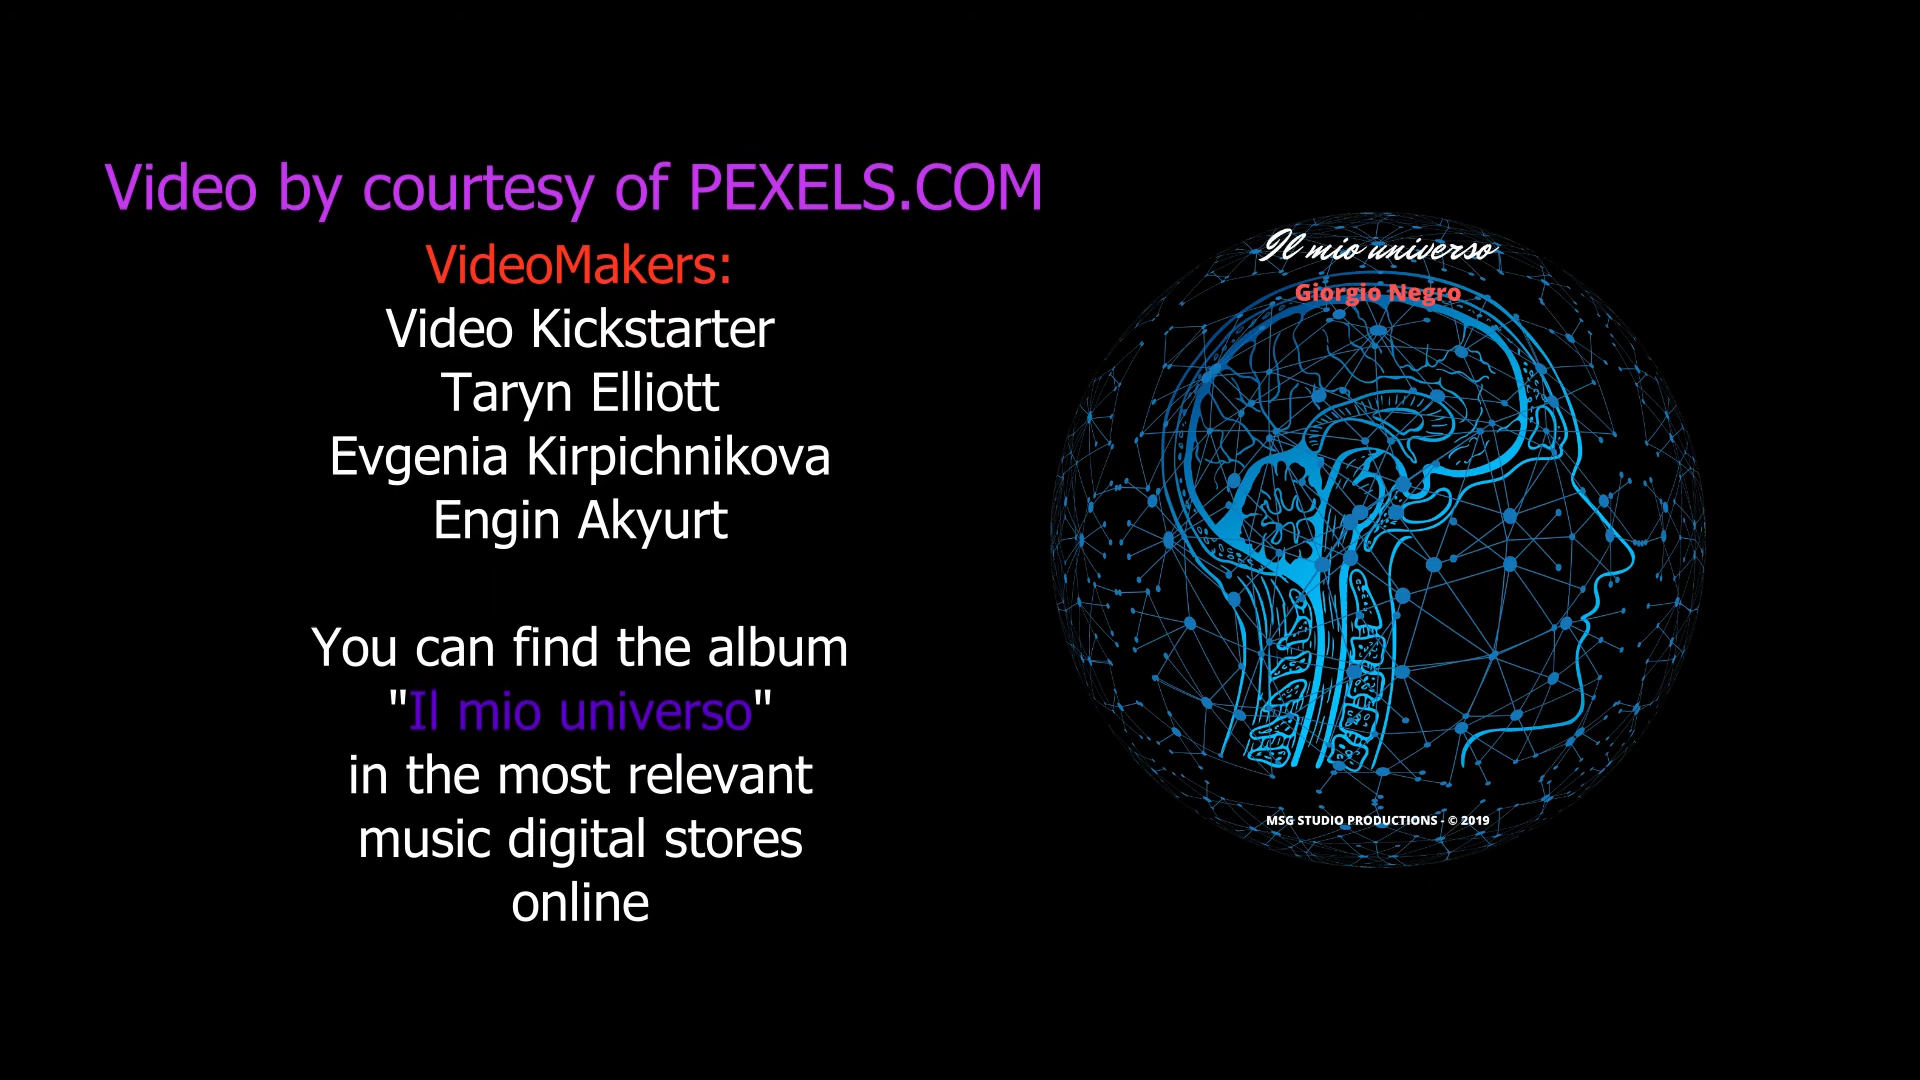 Video by courtesy of PEXELS.COM
VideoMakers:
Video Kickstarter
Taryn Elliott
Evgenia Kirpichnikova
Engin Akyurt
You can find the album
"Il mio universo"
in the most relevant
music digital stores
online
Il mio universo
Giorgio Negro
MSG STUDIO PRODUCTIONS - © 2019